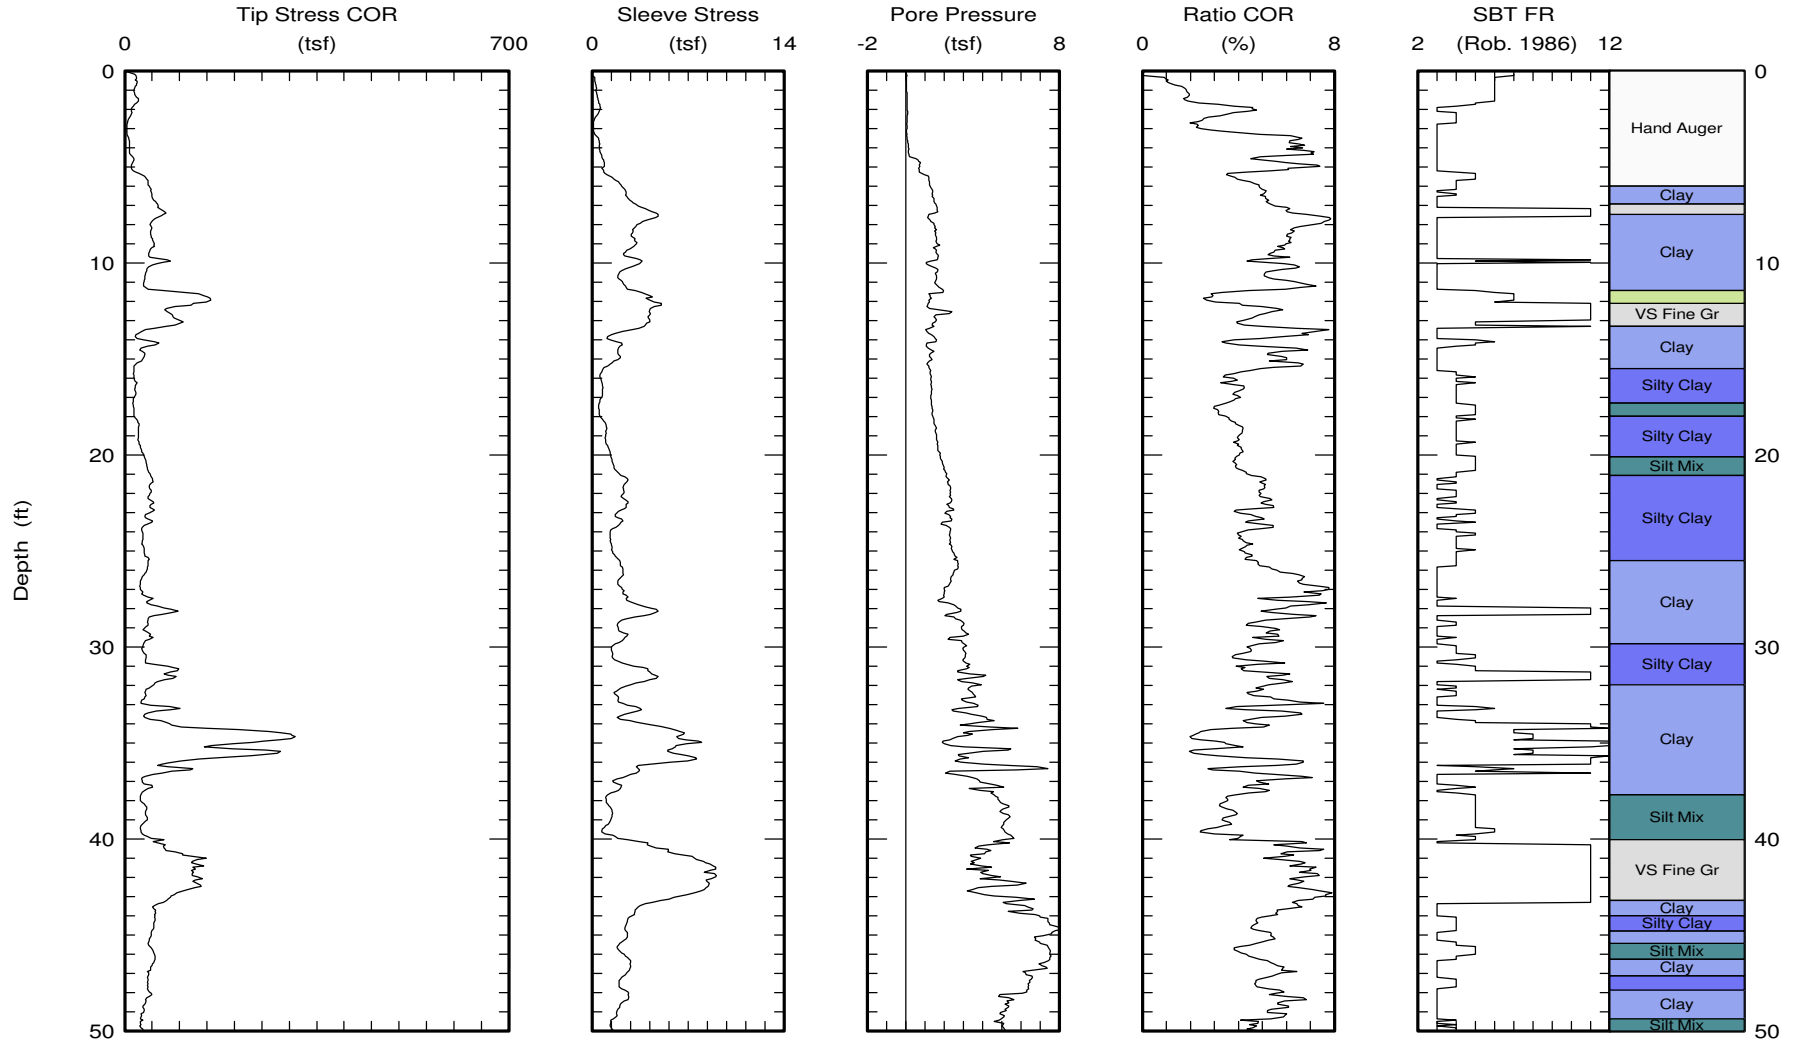 Tip Stress COR Sleeve Stress Pore Pressure Ratio COR SBT FR
0 (tsf) 700 0 (tsf) 14 -2 (tsf) 8 0 (%) 8 2 (Rob. 1986) 12
0 0
Hand Auger
Clay
Clay
10 10
VS Fine Gr
Clay
Silty Clay
Silty Clay
20 20
Silt Mix
Silty Clay
Depth (ft)
Clay
30 30
Silty Clay
Clay
Silt Mix
40 40
VS Fine Gr
Clay
Silty Clay
Silt Mix
Clay
Clay
Silt Mix
50 50